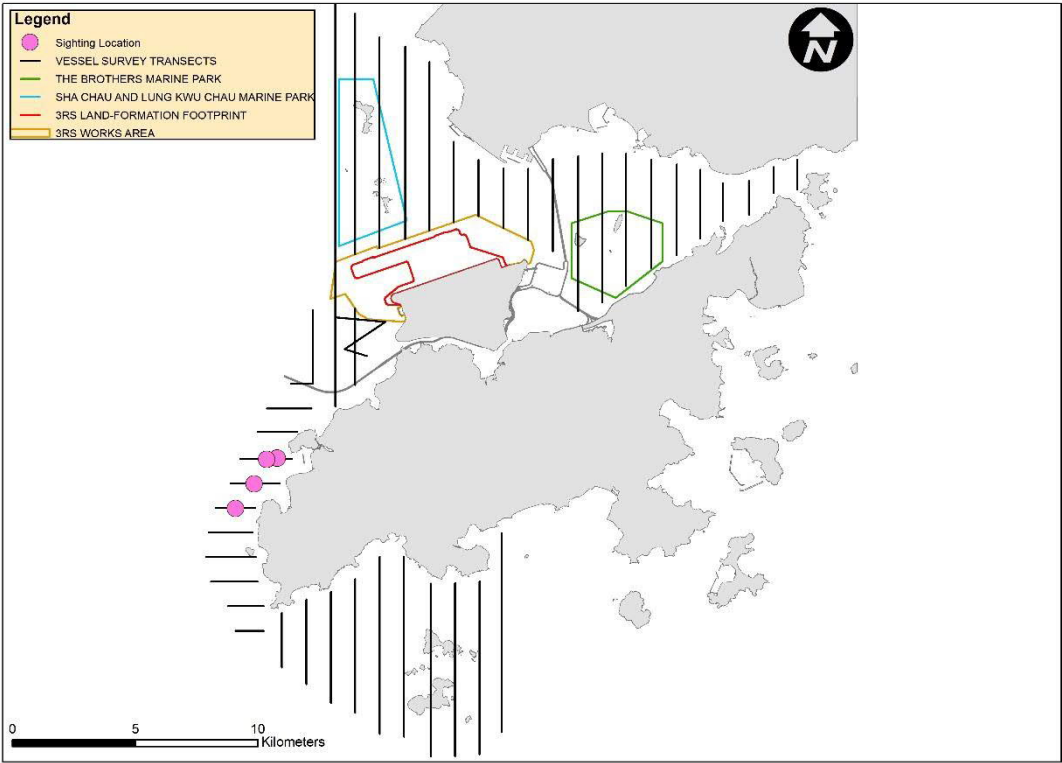 Legend
Sighting Location
VESSEL SURVEY TRANSECTS
THE BROTHERS MARINE PARK
SHA CHAU AND LUNG KWU CHAU MARINE PARK
3RS LAND-FORMATION FOOTPRINT
3RS WORKS AREA
N
0 5 10
Kilometers